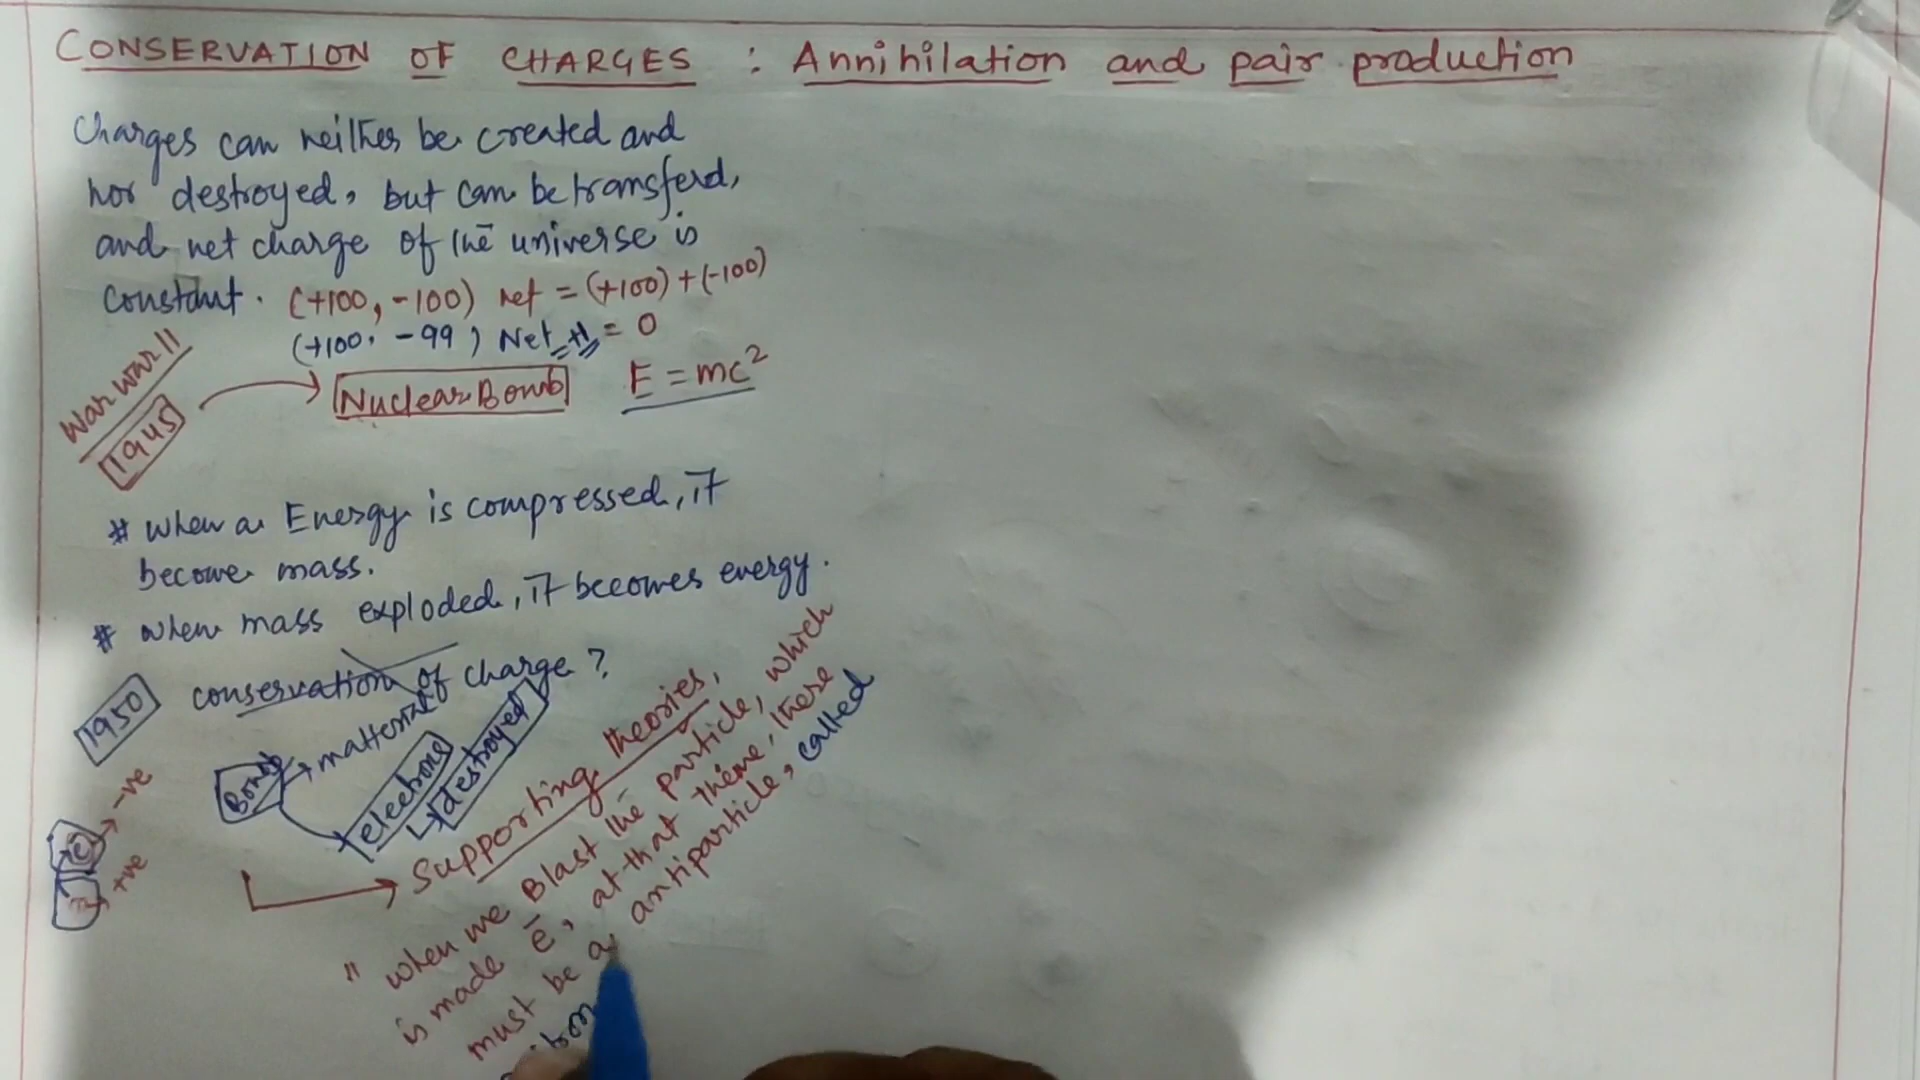 CONSERVATION OF CHARGES : Annihilation and pair production
Charges can neither be created and
nor destroyed, but can be transferd,
and net charge of the universe is
constant. (+100, -100) net = (+100) + (-100)
(+100, -99) Net +1 = 0
War war II
1945
Nuclear Bomb E = mc²
# when a Energy is compressed, it
become mass.
# when mass exploded, it becomes energy.
1950 conservation of charge ?
Bomb → material
electrons
↳ destroyed
e → -ve
+ve
Supporting theories,
" when we Blast the particle, which
is made ē, at that theme, there
must be a antiparticle, called